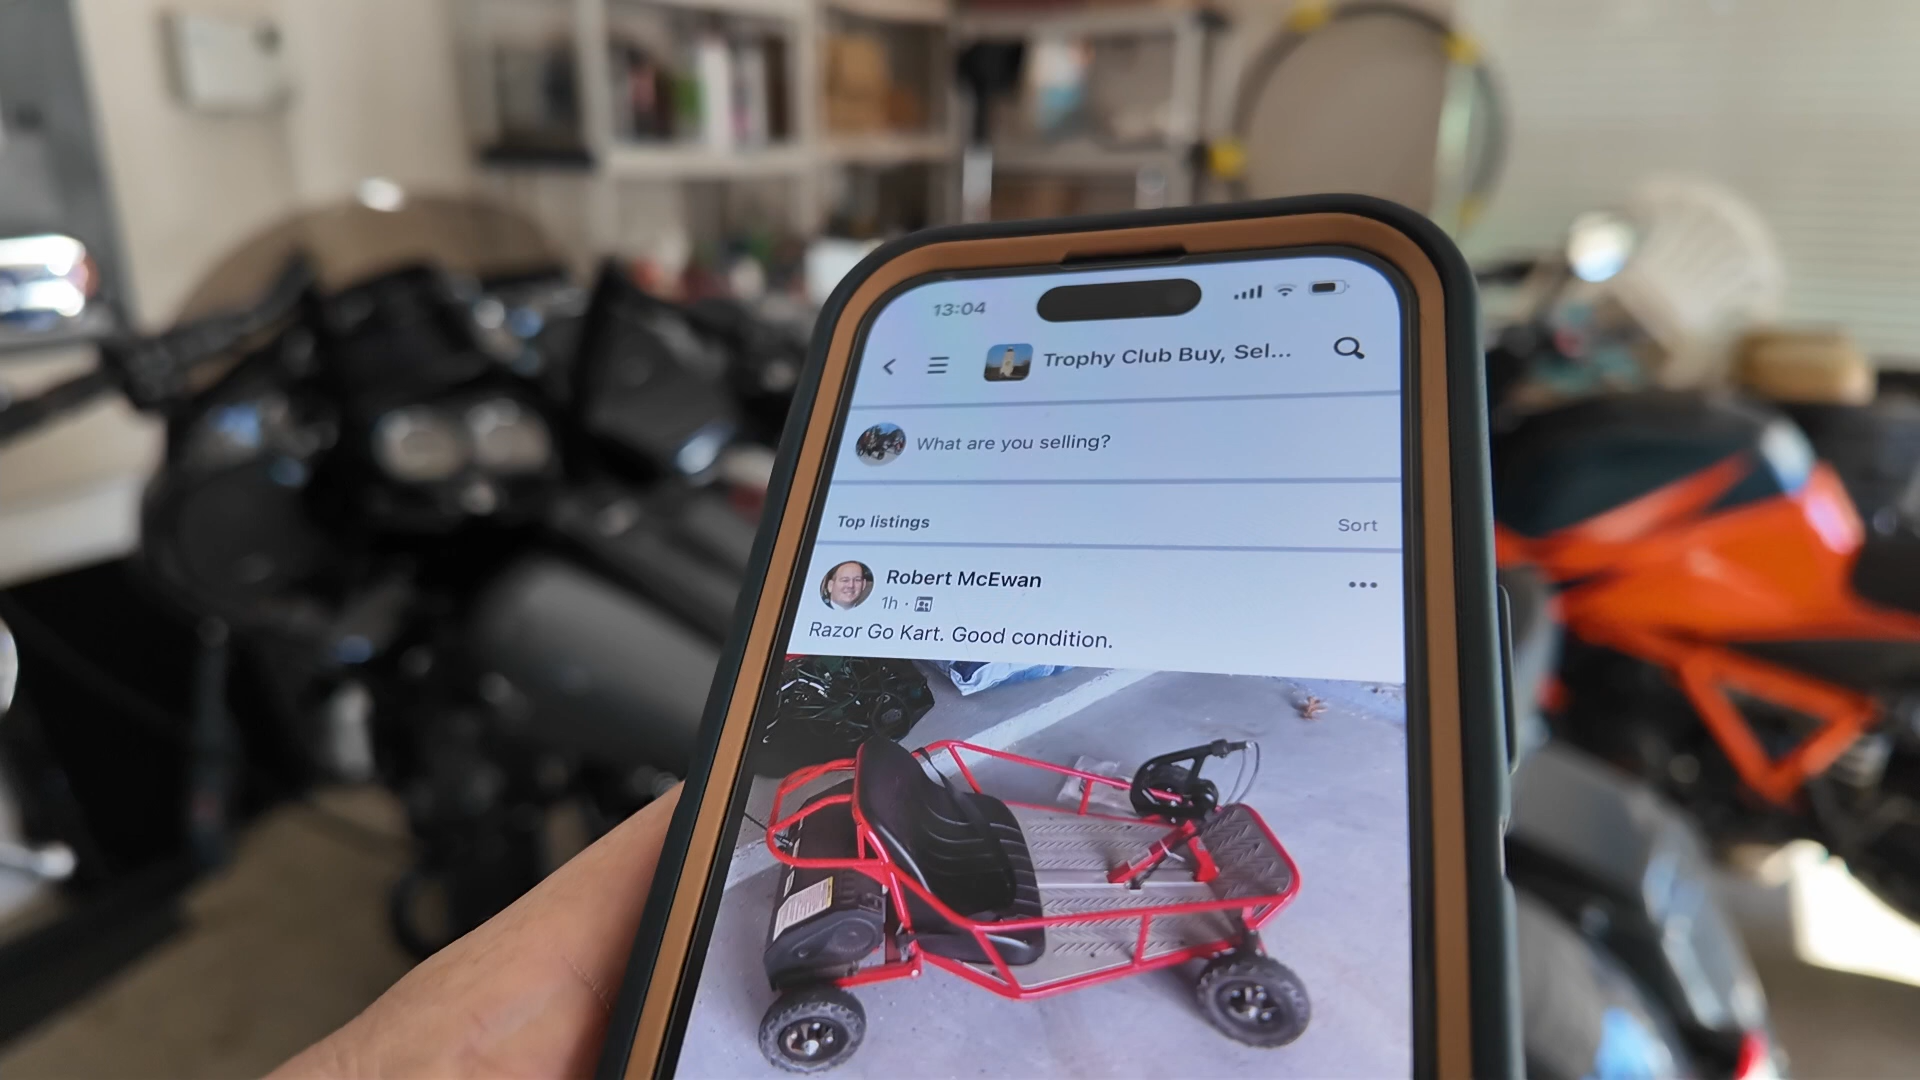 13:04
Trophy Club Buy, Sel...
What are you selling?
Top listings
Sort
Robert McEwan
1h ·
Razor Go Kart. Good condition.